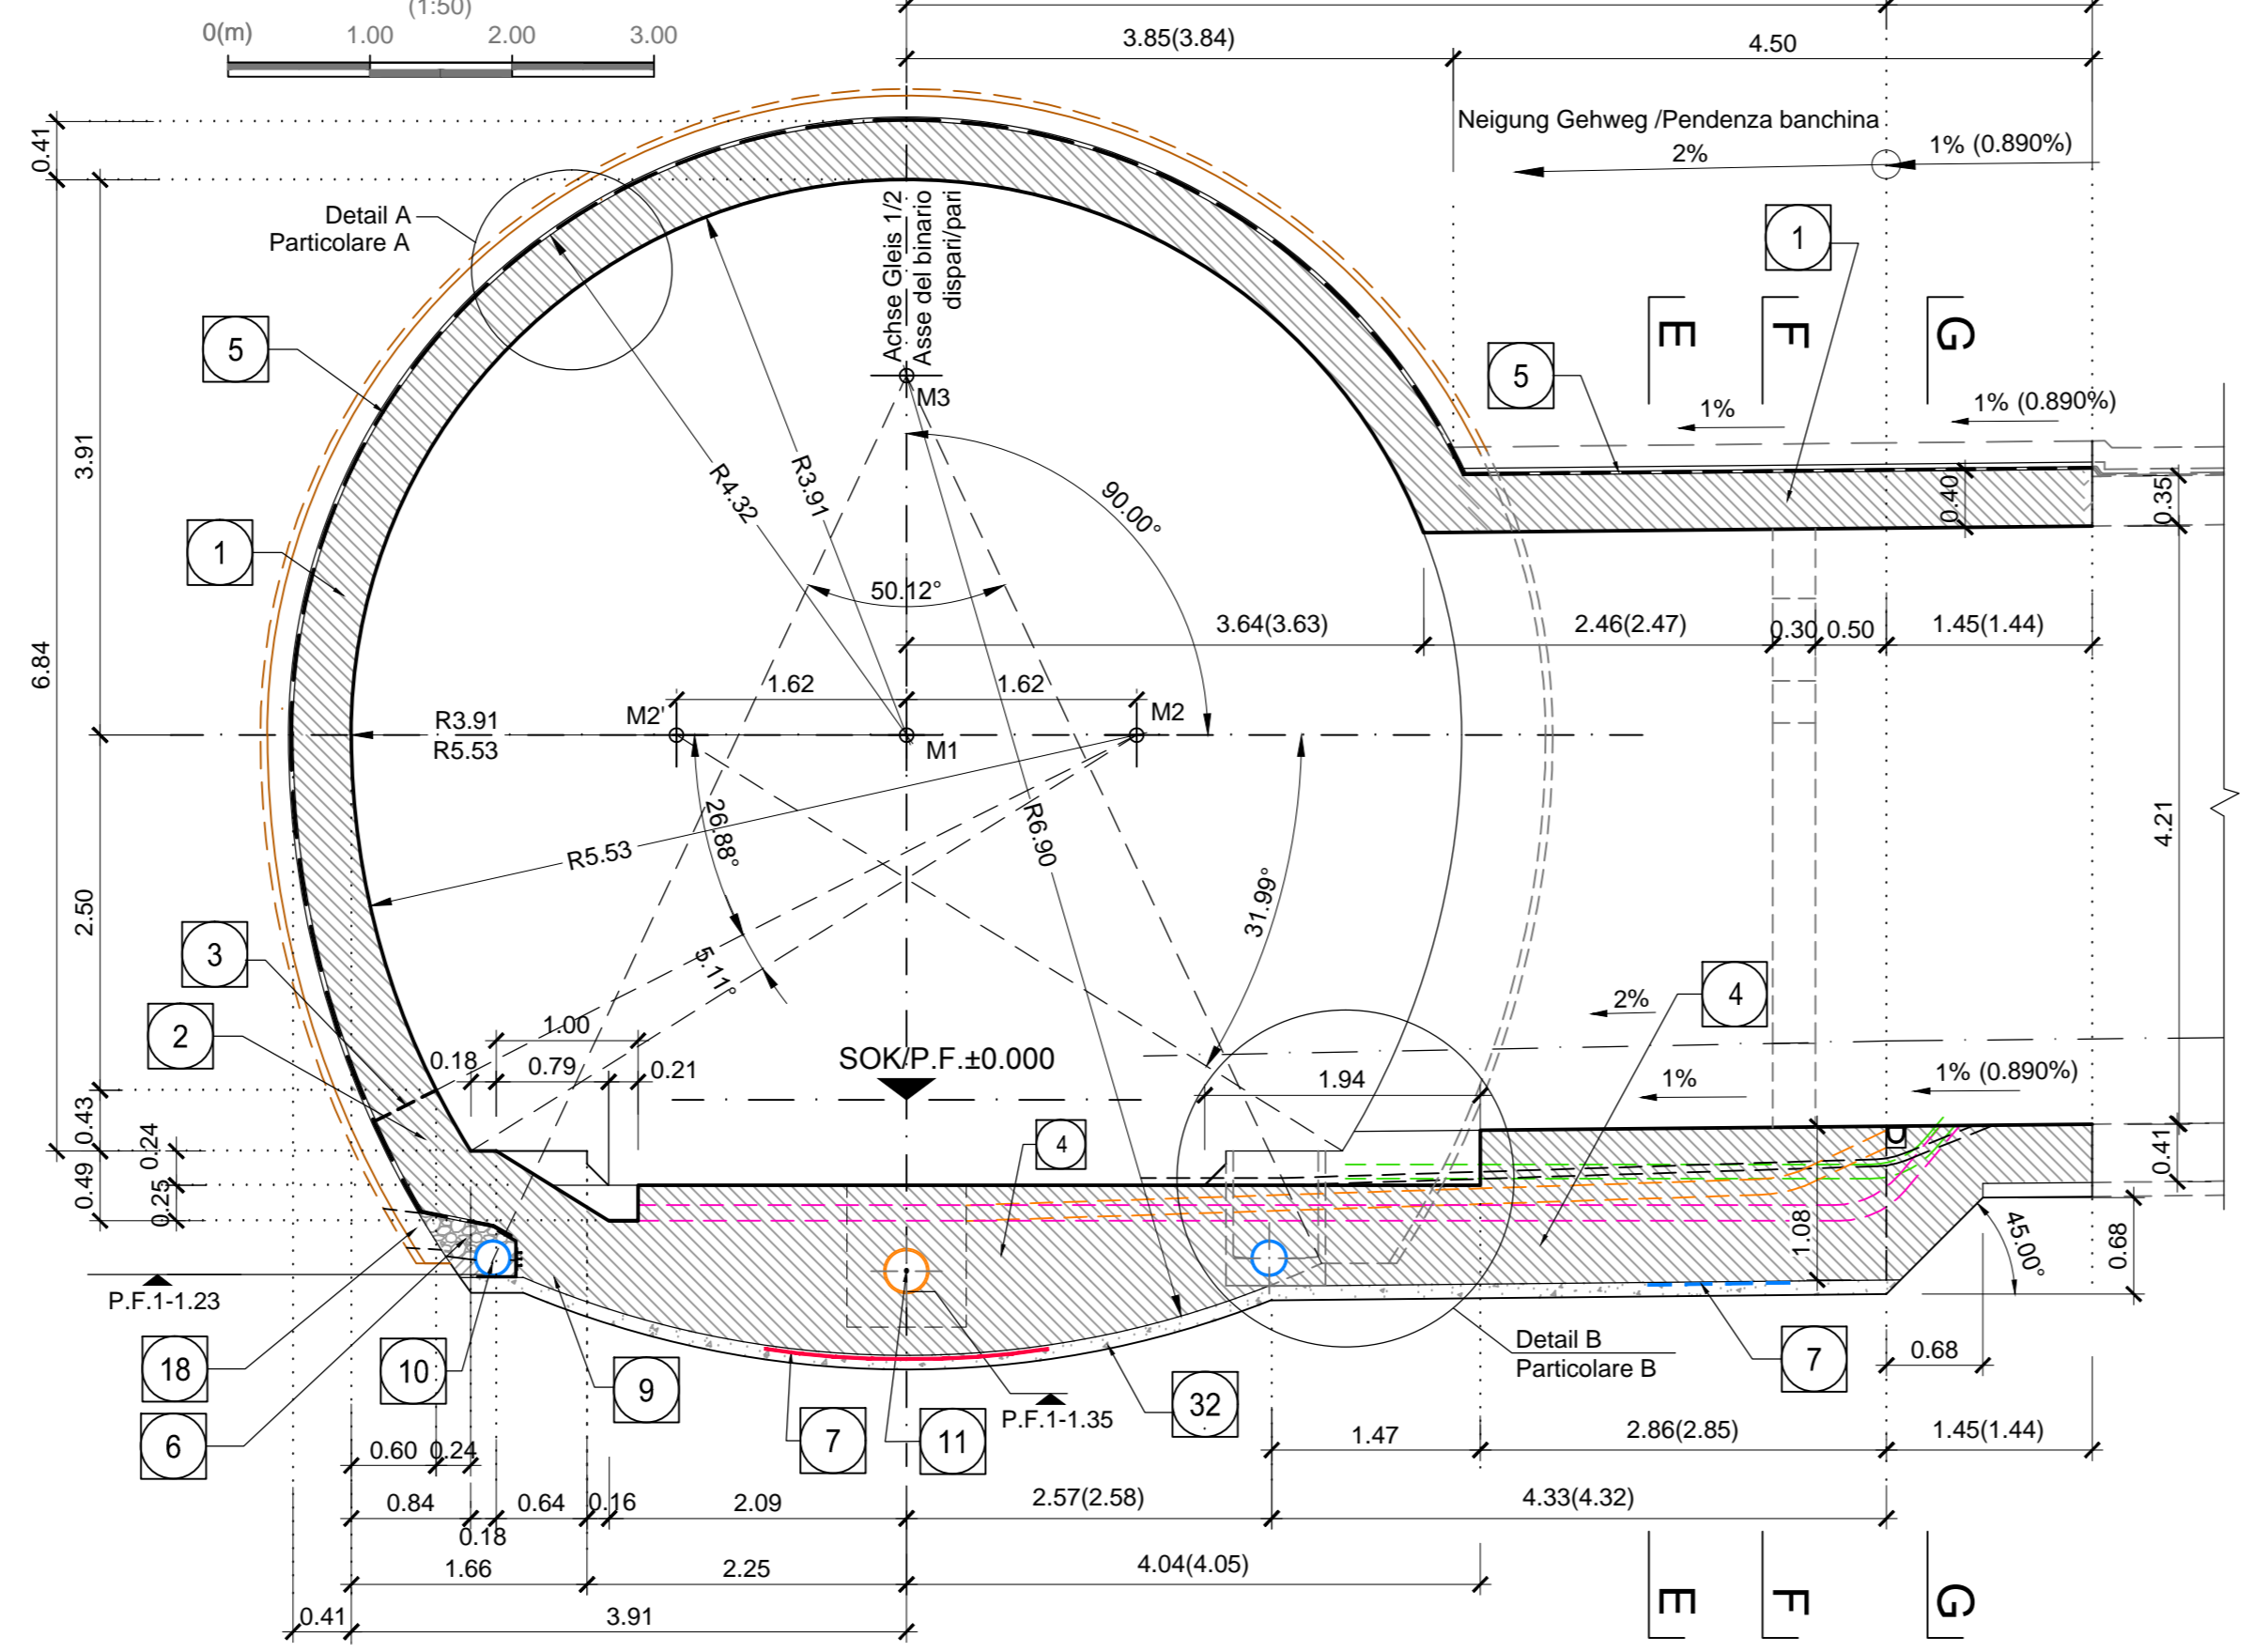 (1:50)
0(m) 1.00 2.00 3.00
3.85(3.84) 4.50
Neigung Gehweg /Pendenza banchina
2% 1% (0.890%)
0.41
Detail A
Particolare A
Achse Gleis 1/2
Asse del binario
dispari/pari
1
E F G
5
5
1% 1% (0.890%)
M3
3.91
R4.32
R3.91
90.00°
0.40
0.35
1
50.12°
3.64(3.63) 2.46(2.47) 0.30 0.50 1.45(1.44)
6.84
1.62 1.62
M2' M2
R3.91
R5.53
M1
R5.53
26.88°
R6.90
4.21
2.50
31.99°
3
5.11°
2% 4
2
1.00
0.18 0.79 0.21
SOK/P.F.±0.000
1.94
1% 1% (0.890%)
0.43
0.24
0.49
0.25
4
0.41
1.08
45.00°
0.68
P.F.1-1.23
18
10
9
7
11
P.F.1-1.35
32
Detail B
Particolare B
7
0.68
6
0.60 0.24
1.47 2.86(2.85) 1.45(1.44)
0.84 0.64 0.16 2.09 2.57(2.58) 4.33(4.32)
0.18
1.66 2.25 4.04(4.05)
0.41 3.91
E F G